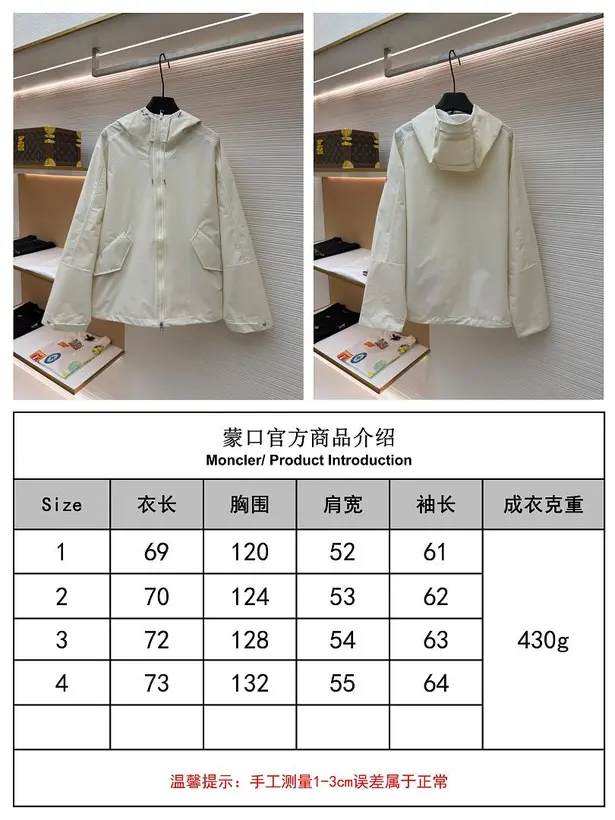 蒙口官方商品介绍
Moncler/ Product Introduction
Size 衣长 胸围 肩宽 袖长 成衣克重
1 69 120 52 61
2 70 124 53 62
3 72 128 54 63
4 73 132 55 64
430g
温馨提示：手工测量1-3cm误差属于正常